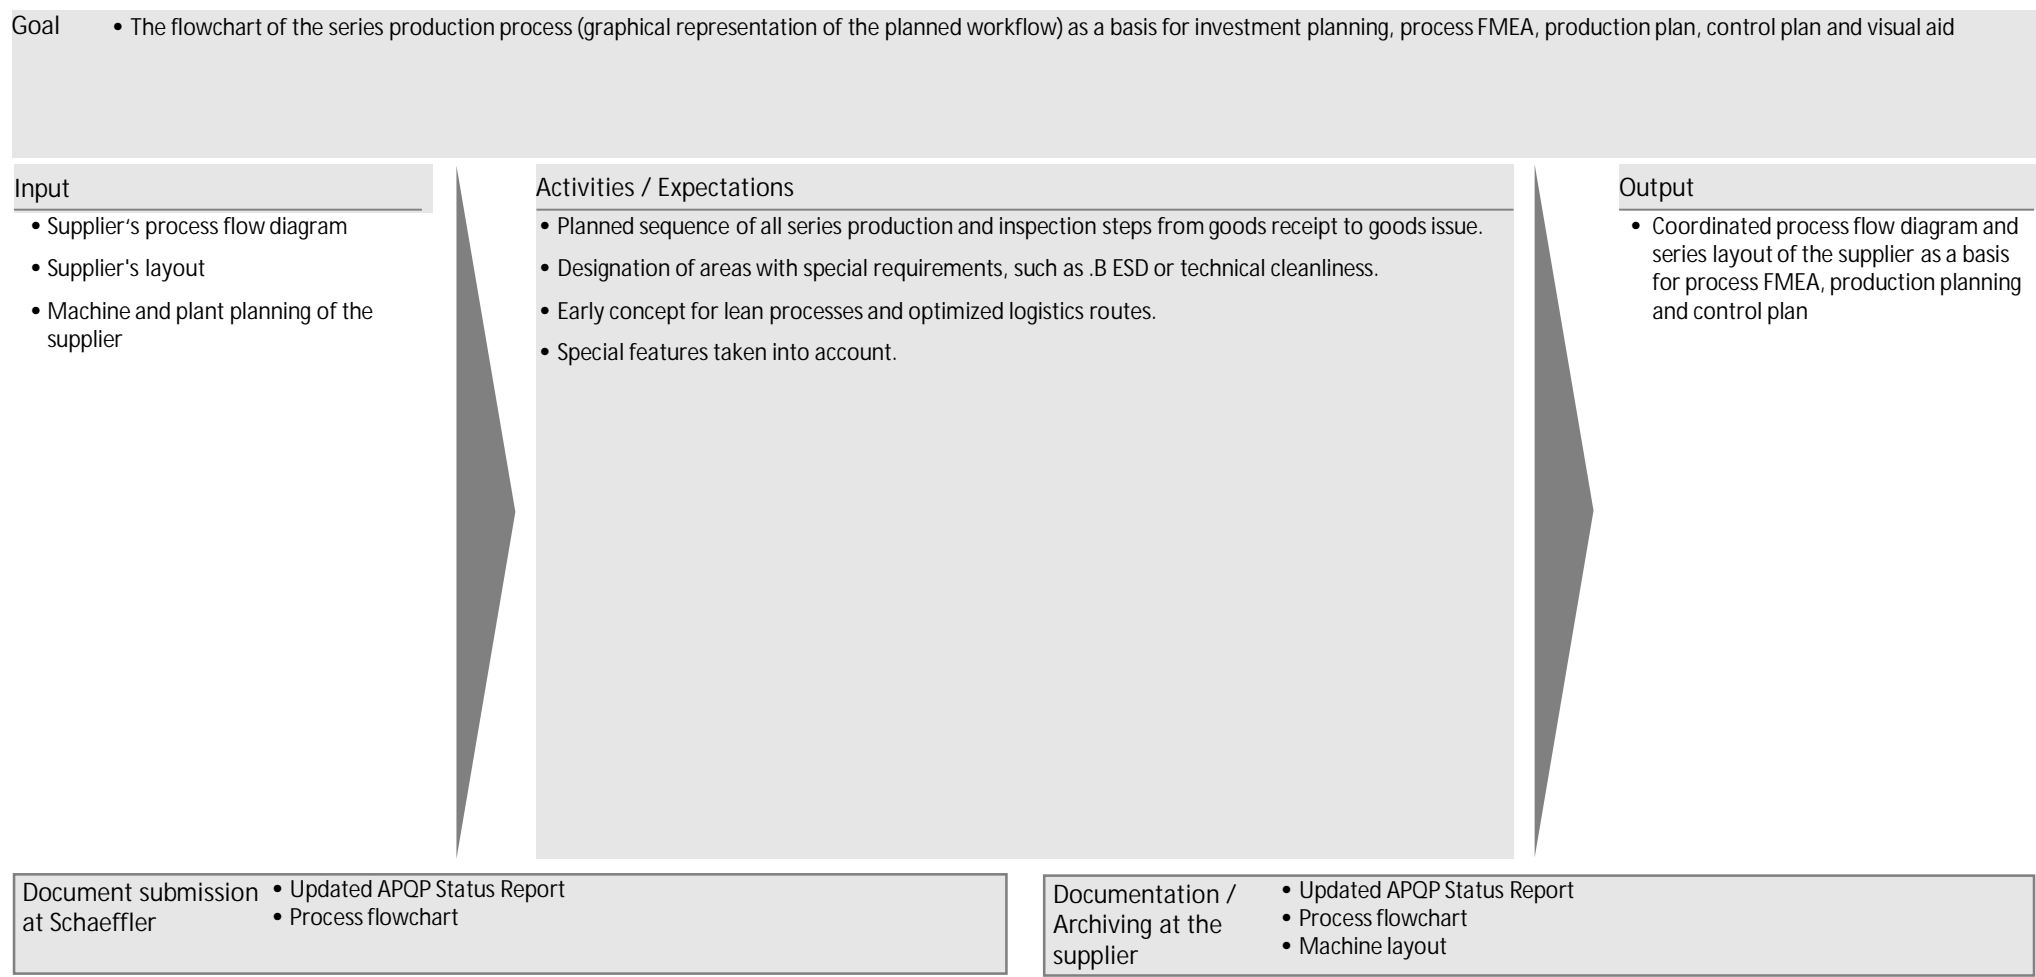 Goal
• The flowchart of the series production process (graphical representation of the planned workflow) as a basis for investment planning, process FMEA, production plan, control plan and visual aid
Input
• Supplier‘s process flow diagram
• Supplier's layout
• Machine and plant planning of the
supplier
Activities / Expectations
• Planned sequence of all series production and inspection steps from goods receipt to goods issue.
• Designation of areas with special requirements, such as .B ESD or technical cleanliness.
• Early concept for lean processes and optimized logistics routes.
• Special features taken into account.
Output
• Coordinated process flow diagram and
series layout of the supplier as a basis
for process FMEA, production planning
and control plan
Document submission
at Schaeffler
• Updated APQP Status Report
• Process flowchart
Documentation /
Archiving at the
supplier
• Updated APQP Status Report
• Process flowchart
• Machine layout